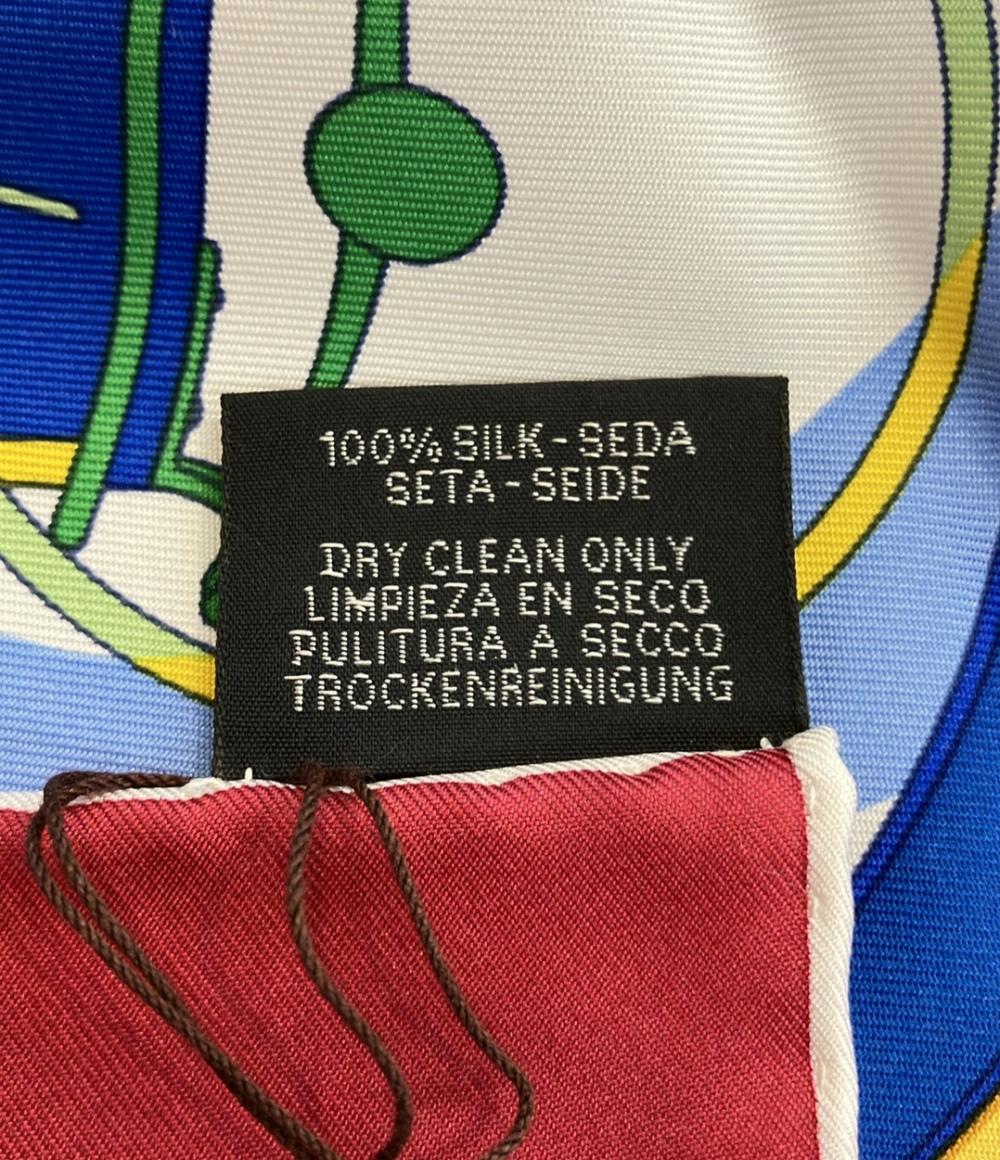 100% SILK-SEDA
SETA-SEIDE
DRY CLEAN ONLY
LIMPIEZA EN SECO
PULITURA A SECCO
TROCKENREINIGUNG